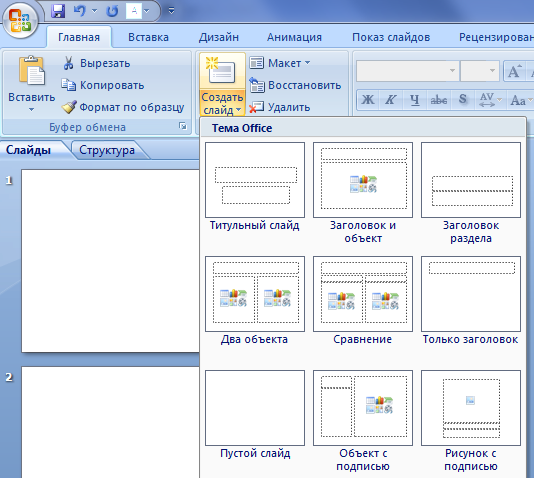 Главная Вставка Дизайн Анимация Показ слайдов Рецензирован
Вставить
Вырезать
Копировать
Формат по образцу
Буфер обмена
Создать слайд
Макет
Восстановить
Удалить
Ж К Ч abc S AV Aa
A
Слайды Структура
Тема Office
1
2
Титульный слайд
Заголовок и объект
Заголовок раздела
Два объекта
Сравнение
Только заголовок
Пустой слайд
Объект с подписью
Рисунок с подписью